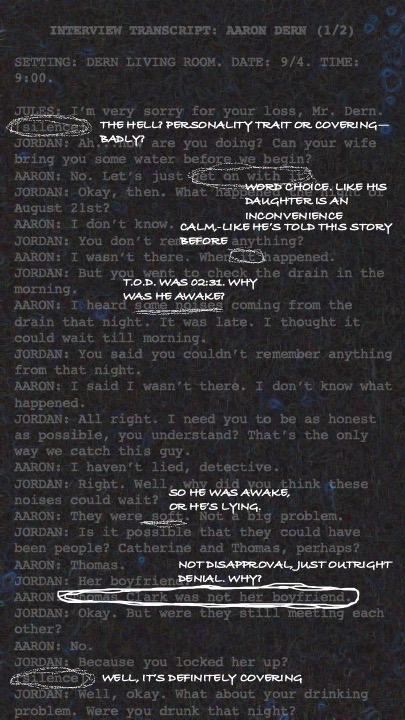 INTERVIEW TRANSCRIPT: AARON DERN (1/2)
SETTING: DERN LIVING ROOM. DATE: 9/4. TIME:
9:00.
JULES: I'm very sorry for your loss, Mr. Dern.
(silence)
THE HELL? PERSONALITY TRAIT OR COVERING—
BADLY?
JORDAN: Ah... How are you doing? Can your wife
bring you some water before we begin?
AARON: No. Let's just get on with it.
WORD CHOICE. LIKE HIS
DAUGHTER IS AN
INCONVENIENCE
JORDAN: Okay, then. What happened the night of
August 21st?
AARON: I don't know.
CALM,-LIKE HE'S TOLD THIS STORY
BEFORE
JORDAN: You don't remember anything?
AARON: I wasn't there. When it happened.
JORDAN: But you went to check the drain in the
morning.
T.O.D. WAS 02:31. WHY
WAS HE AWAKE?
AARON: I heard some noises coming from the
drain that night. It was late. I thought it
could wait till morning.
JORDAN: You said you couldn't remember anything
from that night.
AARON: I said I wasn't there. I don't know what
happened.
JORDAN: All right. I need you to be as honest
as possible, you understand? That's the only
way we catch this guy.
AARON: I haven't lied, detective.
JORDAN: Right. Well, why did you think these
noises could wait?
SO HE WAS AWAKE,
OR HE'S LYING.
AARON: They were soft. Not a big problem.
JORDAN: Is it possible that they could have
been people? Catherine and Thomas, perhaps?
AARON: Thomas.
NOT DISAPPROVAL, JUST OUTRIGHT
DENIAL. WHY?
JORDAN: Her boyfriend.
AARON: Thomas Clark was not her boyfriend.
JORDAN: Okay. But were they still meeting each
other?
AARON: No.
JORDAN: Because you locked her up?
(silence)
WELL, IT'S DEFINITELY COVERING
JORDAN: Well, okay. What about your drinking
problem. Were you drunk that night?